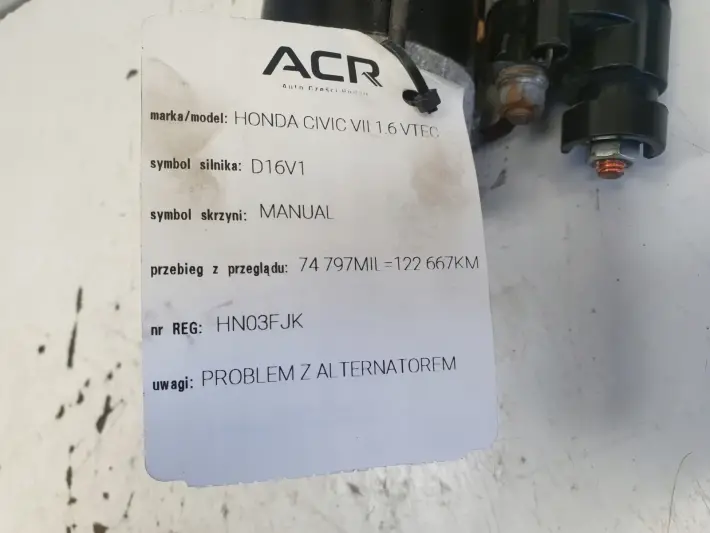 ACR
Auto Części
marka/model: HONDA CIVIC VII 1.6 VTEC
symbol silnika: D16V1
symbol skrzyni: MANUAL
przebieg z przeglądu: 74 797MIL=122 667KM
nr REG: HN03FJK
uwagi: PROBLEM Z ALTERNATOREM